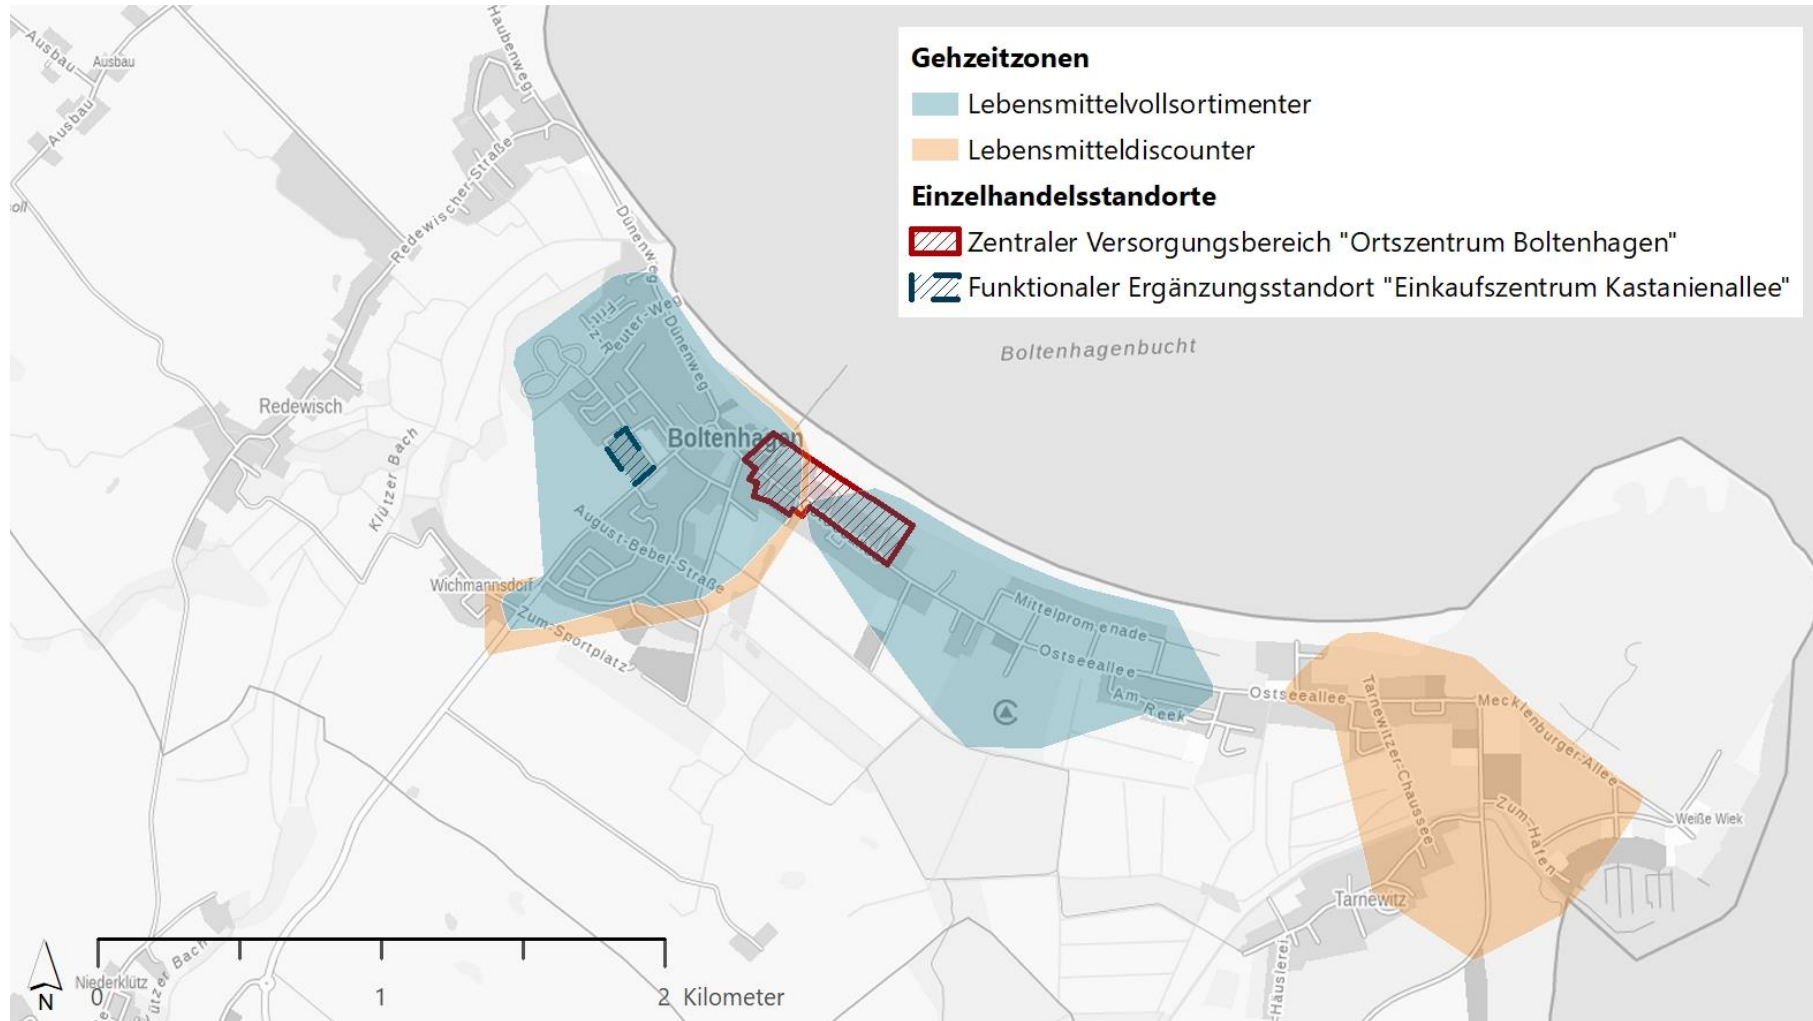 Gehzeitzonen
Lebensmittelvollsortimenter
Lebensmitteldiscounter
Einzelhandelsstandorte
Zentraler Versorgungsbereich "Ortszentrum Boltenhagen"
Funktionaler Ergänzungsstandort "Einkaufszentrum Kastanienallee"
Ausbau
Ausbau
Ausbau
Haubenweg
Redewischer-Straße
Dünenweg
Boltenhagenbucht
z-Reuter-We
Dünenweg
Redewisch
Boltenhagen
Klützer Bach
August-Bebel-Straße
Wichmannsdorf
Zum-Sportplatz
Mittelpromenade
Ostseeallee
Am-Reek
Ostseeallee
Tarnewitzer-Chaussee
Mecklenburger-Allee
Zum-Hafen
Weiße Wiek
Tarnewitz
Häuslerei
Niederklütz
Klützer Bach
N
0
1
2 Kilometer